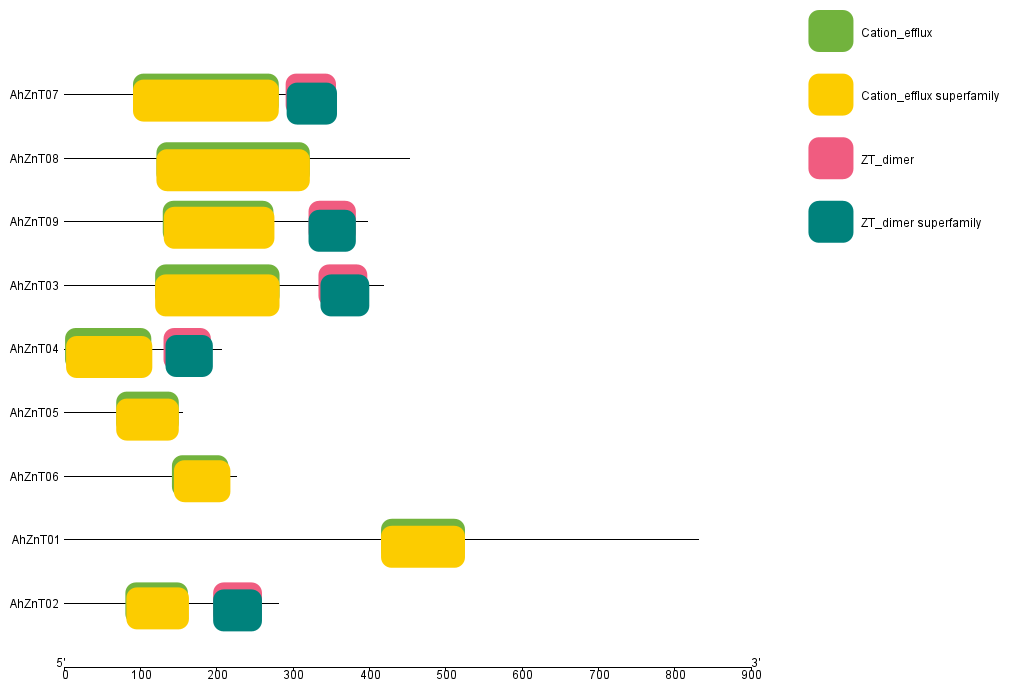 Cation_efflux
Cation_efflux superfamily
ZT_dimer
ZT_dimer superfamily
AhZnT07
AhZnT08
AhZnT09
AhZnT03
AhZnT04
AhZnT05
AhZnT06
AhZnT01
AhZnT02
5' 3'
0 100 200 300 400 500 600 700 800 900